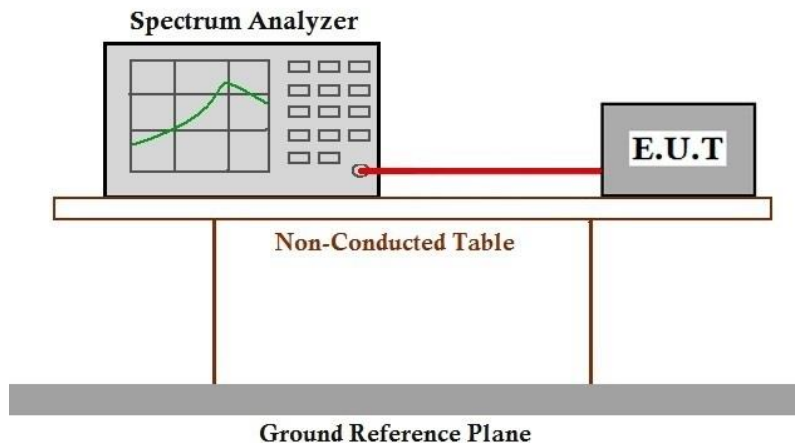 Spectrum Analyzer
E.U.T
Non-Conducted Table
Ground Reference Plane